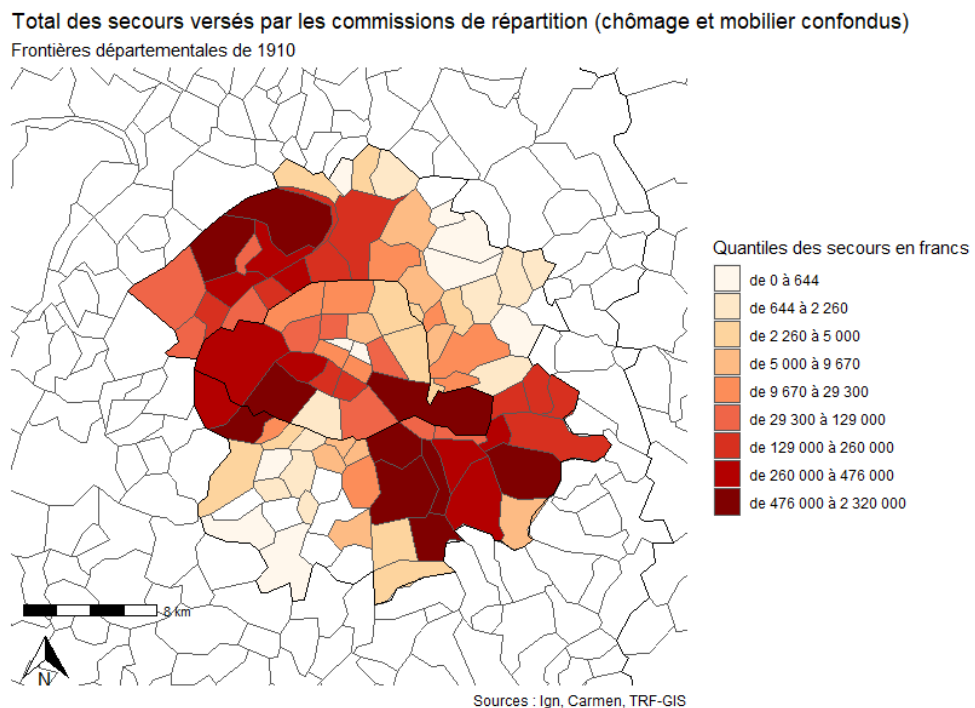 Total des secours versés par les commissions de répartition (chômage et mobilier confondus)
Frontières départementales de 1910
Quantiles des secours en francs
de 0 à 644
de 644 à 2 260
de 2 260 à 5 000
de 5 000 à 9 670
de 9 670 à 29 300
de 29 300 à 129 000
de 129 000 à 260 000
de 260 000 à 476 000
de 476 000 à 2 320 000
8 km
N
Sources : Ign, Carmen, TRF-GIS